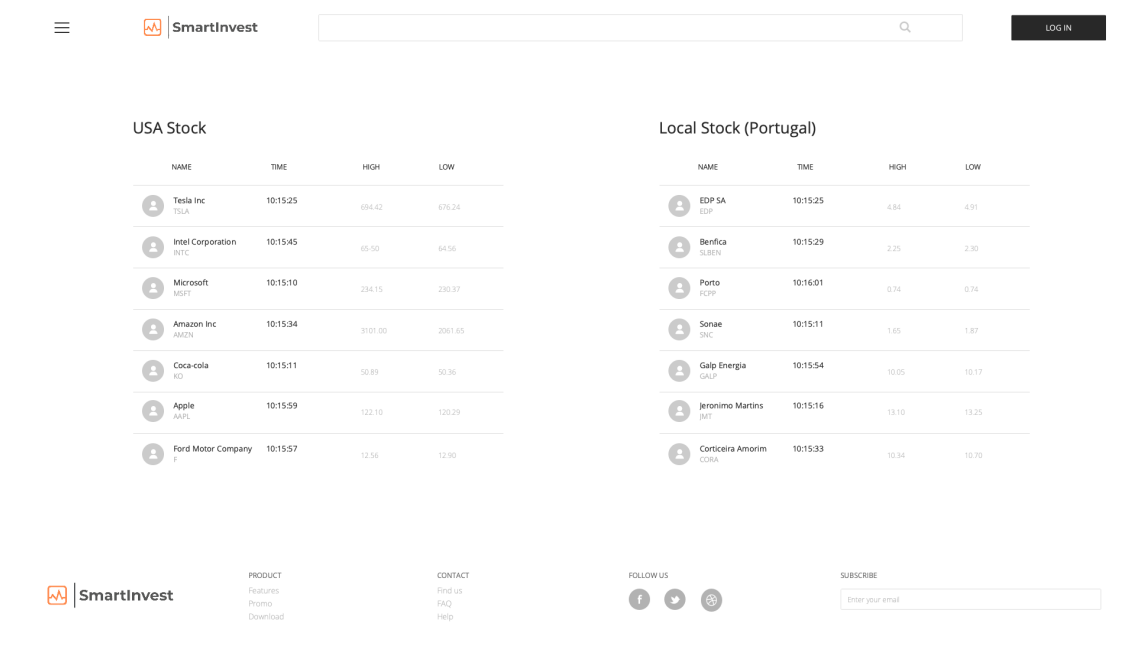 SmartInvest
LOG IN
USA Stock
NAME TIME HIGH LOW
Tesla Inc 10:15:25 694.42 676.24
TSLA
Intel Corporation 10:15:45 65-50 64.56
INTC
Microsoft 10:15:10 234.15 230.37
MSFT
Amazon Inc 10:15:34 3101.00 2061.65
AMZN
Coca-cola 10:15:11 50.89 50.36
KO
Apple 10:15:59 122.10 120.29
AAPL
Ford Motor Company 10:15:57 12.56 12.90
F
Local Stock (Portugal)
NAME TIME HIGH LOW
EDP SA 10:15:25 4.84 4.91
EDP
Benfica 10:15:29 2.25 2.30
SLBEN
Porto 10:16:01 0.74 0.74
FCPP
Sonae 10:15:11 1.65 1.87
SNC
Galp Energia 10:15:54 10.05 10.17
GALP
Jeronimo Martins 10:15:16 13.10 13.25
JMT
Corticeira Amorim 10:15:33 10.34 10.70
CORA
SmartInvest
PRODUCT
Features
Promo
Download
CONTACT
Find us
FAQ
Help
FOLLOW US
SUBSCRIBE
Enter your email